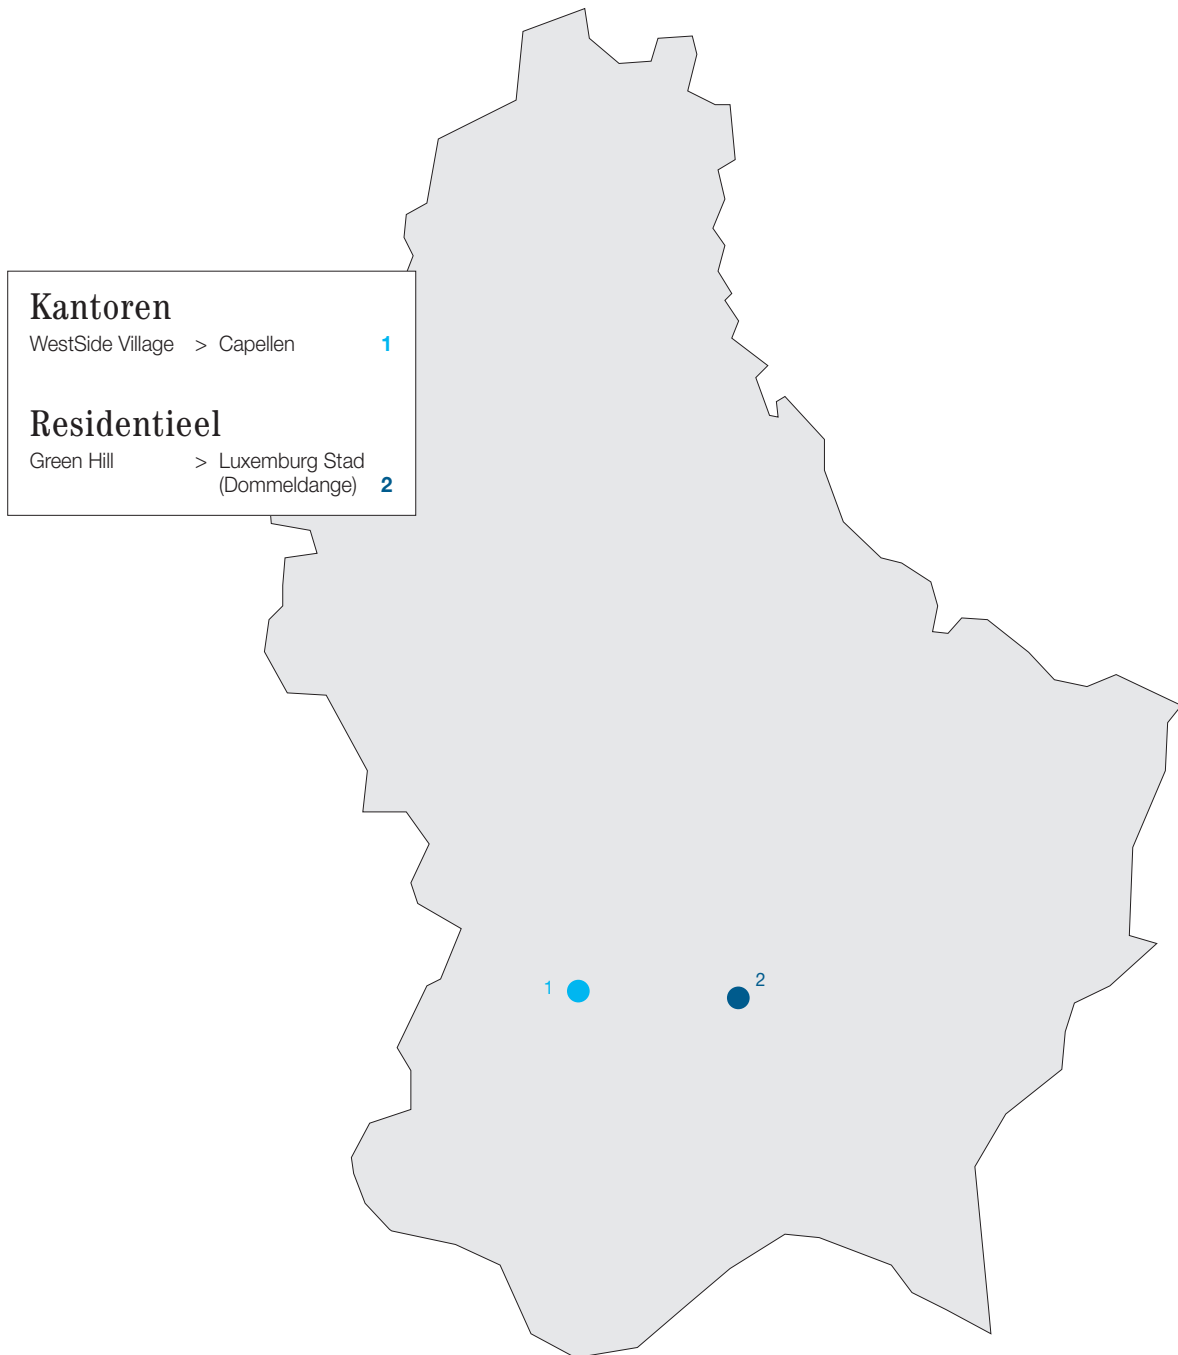 Kantoren
WestSide Village > Capellen 1
Residentieel
Green Hill > Luxemburg Stad
(Dommeldange) 2
1
2